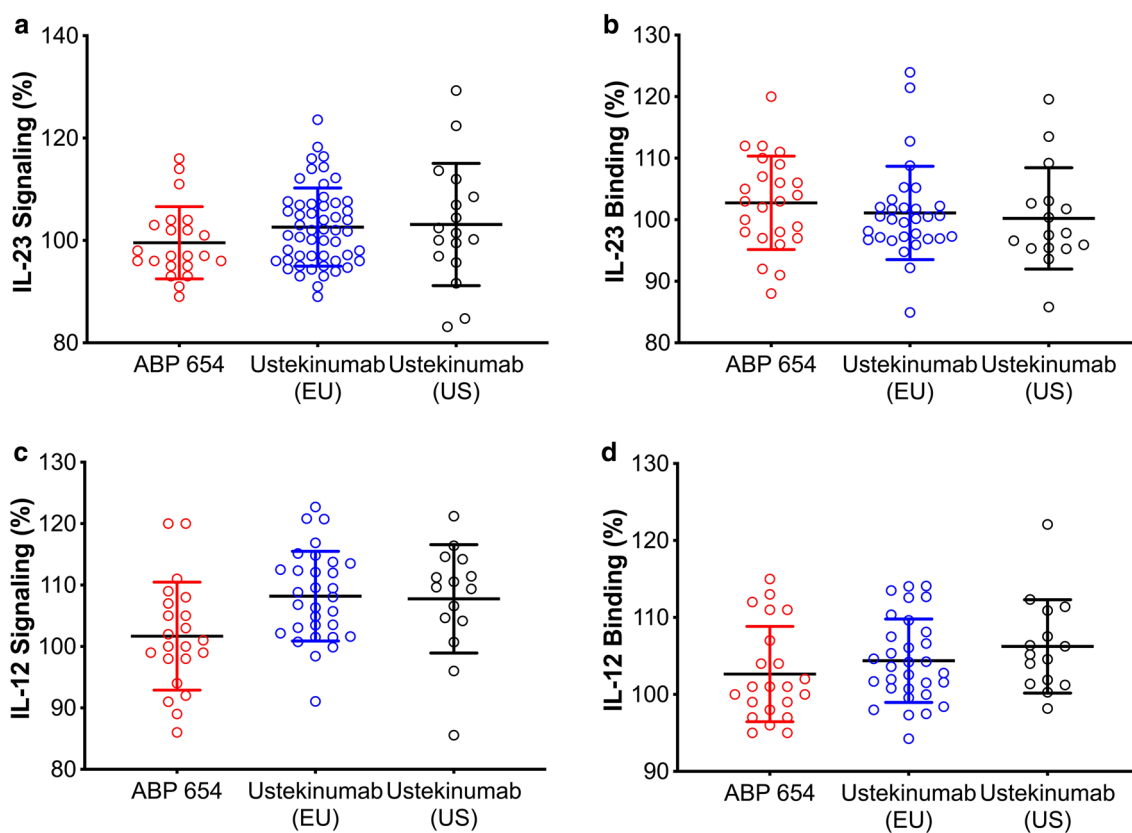 a
IL-23 Signaling (%)
140
120
100
80
ABP 654
Ustekinumab
(EU)
Ustekinumab
(US)
b
IL-23 Binding (%)
130
120
110
100
90
80
ABP 654
Ustekinumab
(EU)
Ustekinumab
(US)
c
IL-12 Signaling (%)
130
120
110
100
90
80
ABP 654
Ustekinumab
(EU)
Ustekinumab
(US)
d
IL-12 Binding (%)
130
120
110
100
90
ABP 654
Ustekinumab
(EU)
Ustekinumab
(US)